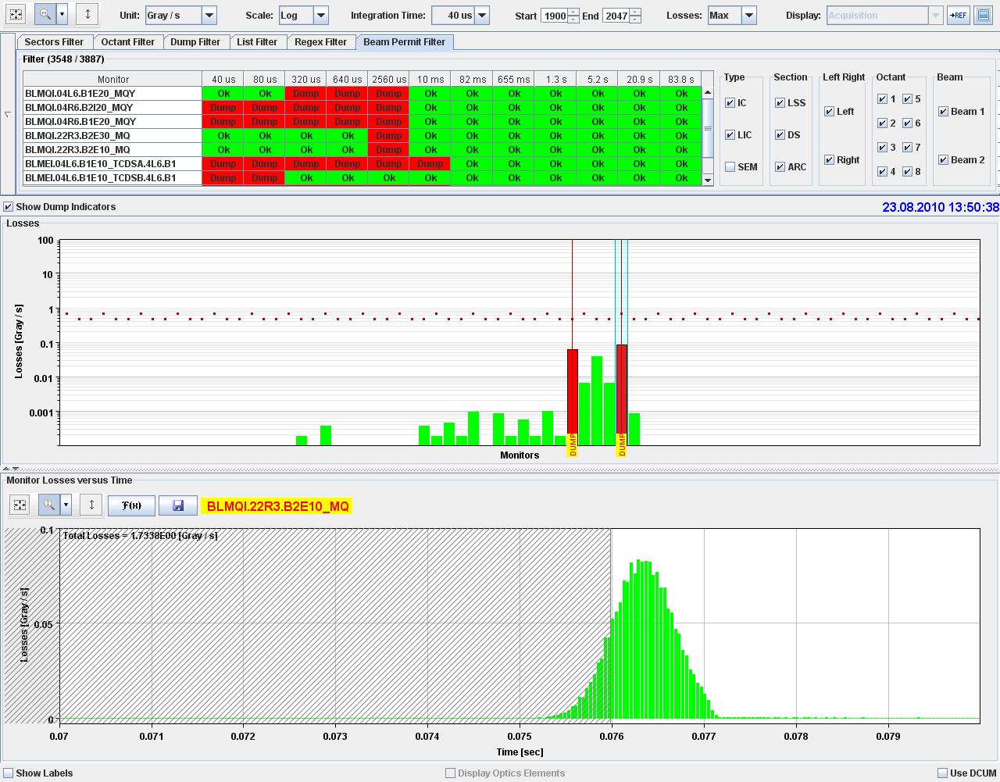 Unit: Gray / s Scale: Log Integration Time: 40 us Start 1900 End 2047 Losses: Max Display: Acquisition →REF
Sectors Filter Octant Filter Dump Filter List Filter Regex Filter Beam Permit Filter
Filter (3548 / 3887)
Monitor 40 us 80 us 320 us 640 us 2560 us 10 ms 82 ms 655 ms 1.3 s 5.2 s 20.9 s 83.8 s
BLMQI.04L6.B1E20_MQY Ok Ok Dump Dump Dump Ok Ok Ok Ok Ok Ok Ok
BLMQI.04R6.B2I20_MQY Dump Dump Dump Dump Dump Ok Ok Ok Ok Ok Ok Ok
BLMQI.04R6.B1E20_MQY Dump Dump Dump Dump Dump Ok Ok Ok Ok Ok Ok Ok
BLMQI.22R3.B2E30_MQ Ok Ok Ok Ok Dump Ok Ok Ok Ok Ok Ok Ok
BLMQI.22R3.B2E10_MQ Ok Ok Ok Ok Dump Ok Ok Ok Ok Ok Ok Ok
BLMEI.04L6.B1E10_TCDSA.4L6.B1 Dump Dump Dump Dump Dump Dump Ok Ok Ok Ok Ok Ok
BLMEI.04L6.B1E10_TCDSB.4L6.B1 Dump Dump Ok Ok Ok Ok Ok Ok Ok Ok Ok Ok
Type Section Left Right Octant Beam
IC LSS Left 1 5 Beam 1
LIC DS 2 6
SEM ARC Right 3 7 Beam 2
4 8
Show Dump Indicators 23.08.2010 13:50:38
Losses
100
10
1
0.1
0.01
0.001
Losses [Gray / s]
DUMP DUMP
Monitors
Monitor Losses versus Time
F(x) BLMQI.22R3.B2E10_MQ
Total Losses = 1.7338E00 [Gray / s]
0.1
0.05
0
Losses [Gray / s]
0.07 0.071 0.072 0.073 0.074 0.075 0.076 0.077 0.078 0.079
Time [sec]
Show Labels Display Optics Elements Use DCUM